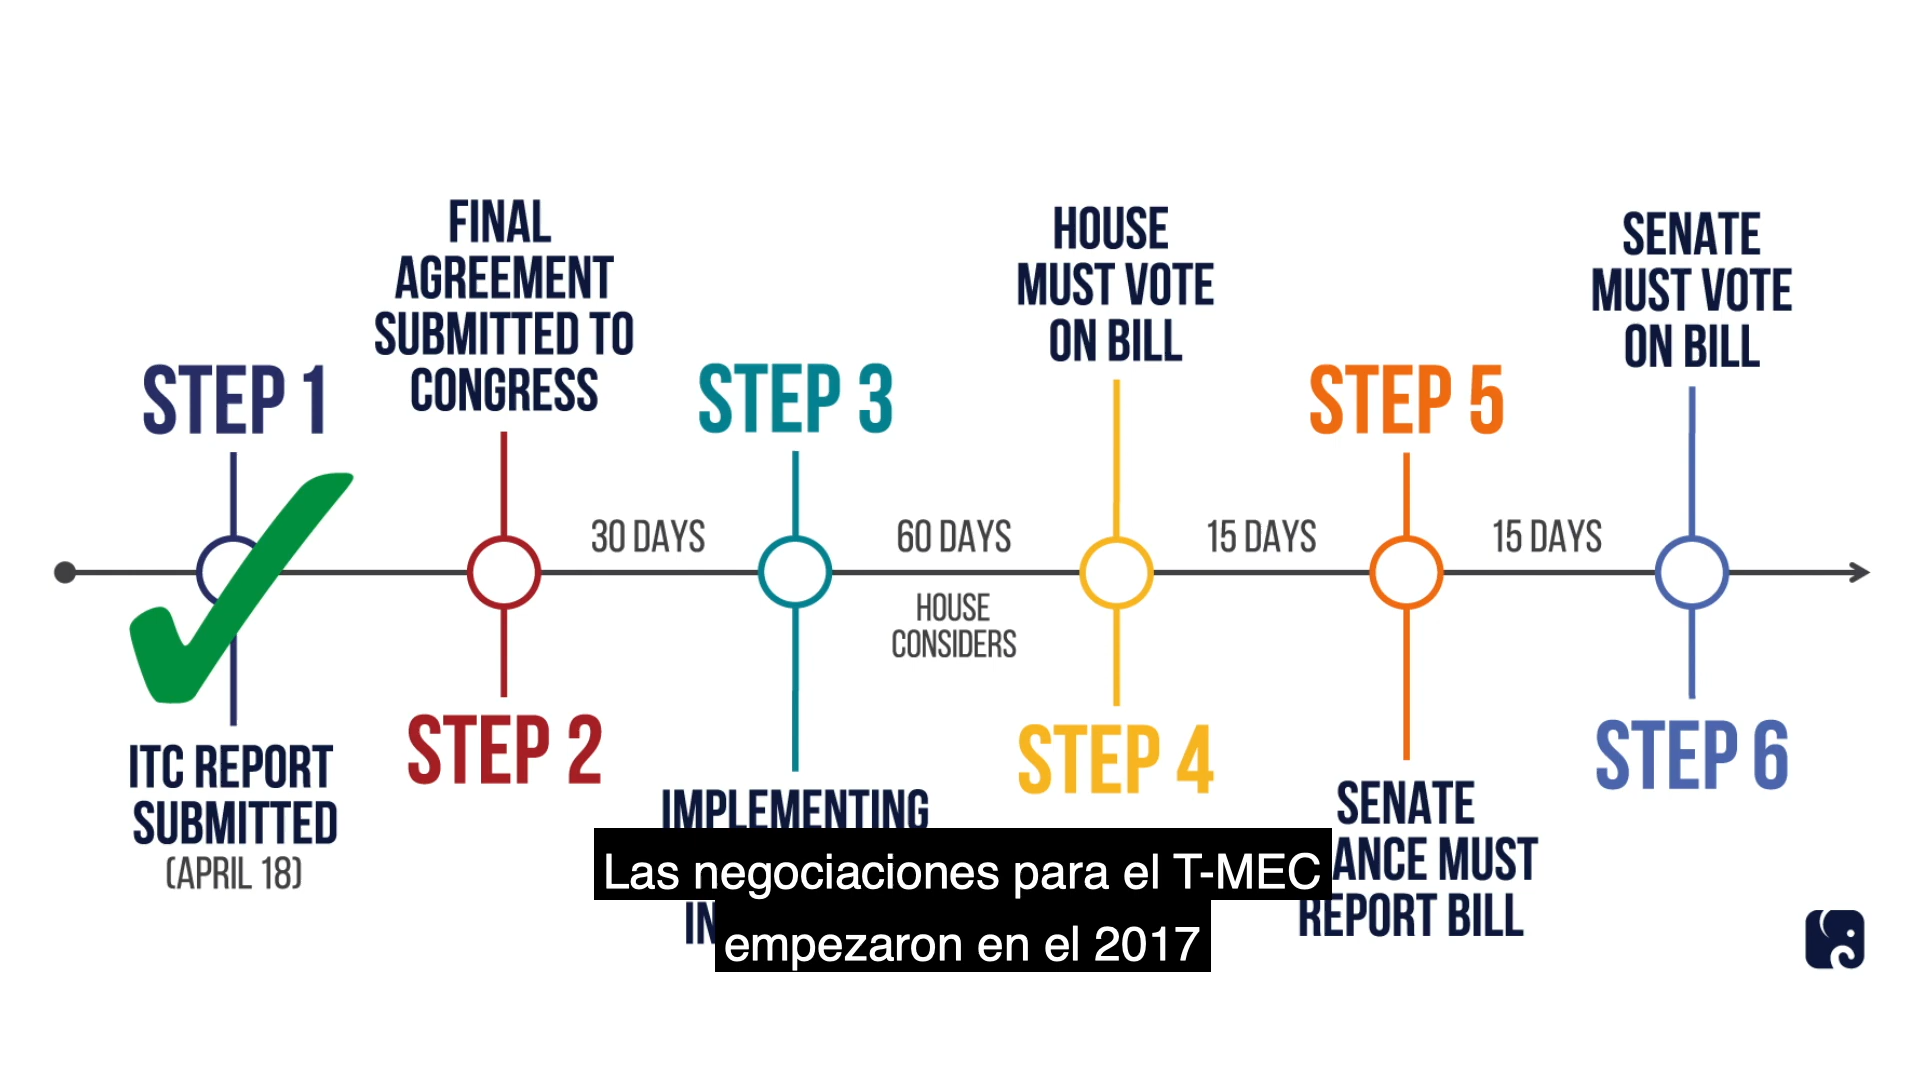 STEP 1
ITC REPORT
SUBMITTED
(APRIL 18)
FINAL
AGREEMENT
SUBMITTED TO
CONGRESS
STEP 2
30 DAYS
STEP 3
IMPLEMENTING
60 DAYS
HOUSE
CONSIDERS
HOUSE
MUST VOTE
ON BILL
STEP 4
15 DAYS
STEP 5
SENATE
MUST
REPORT BILL
15 DAYS
SENATE
MUST VOTE
ON BILL
STEP 6
Las negociaciones para el T-MEC
empezaron en el 2017